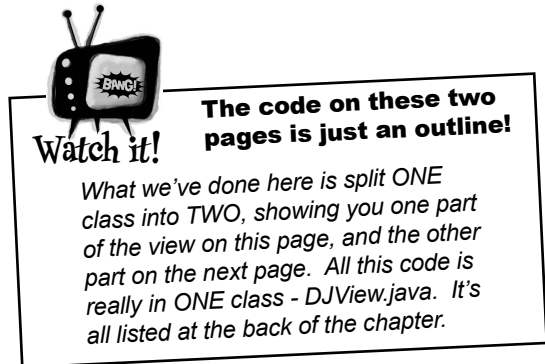 BANG!
Watch it!
The code on these two
pages is just an outline!
What we've done here is split ONE
class into TWO, showing you one part
of the view on this page, and the other
part on the next page. All this code is
really in ONE class - DJView.java. It's
all listed at the back of the chapter.